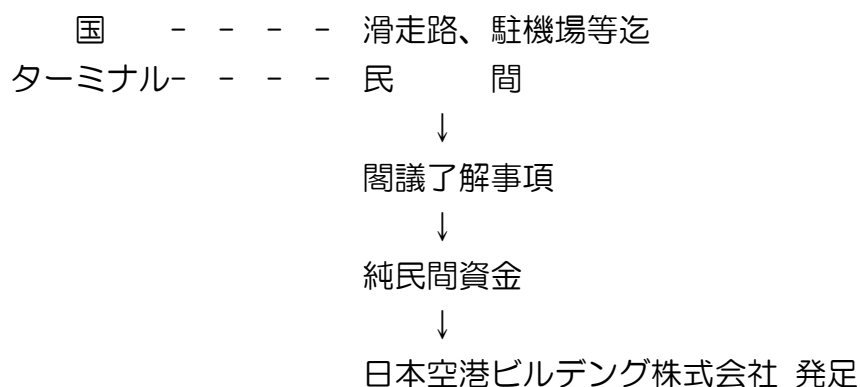 国 - - - - 滑走路、駐機場等迄
ターミナル- - - - 民 間
↓
閣議了解事項
↓
純民間資金
↓
日本空港ビルデング株式会社 発足